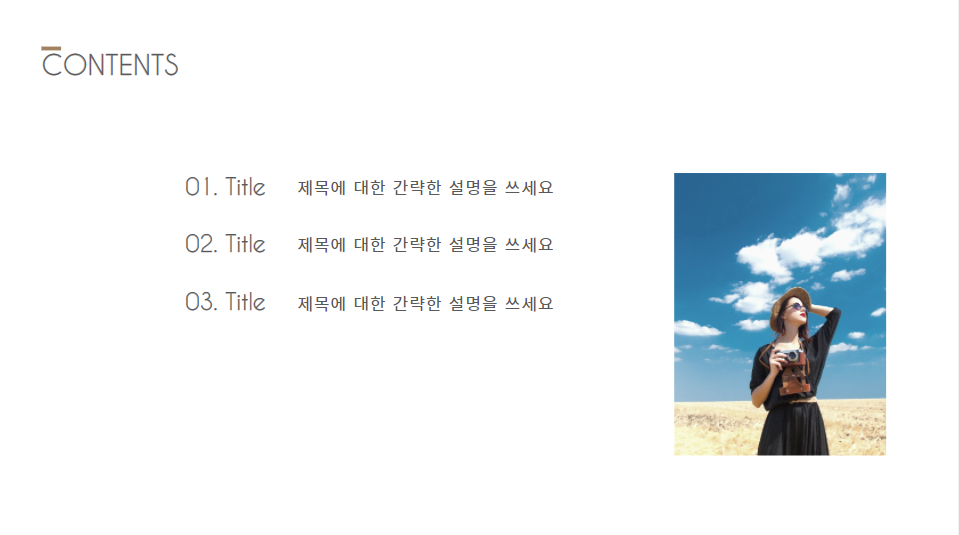 CONTENTS
01. Title 제목에 대한 간략한 설명을 쓰세요
02. Title 제목에 대한 간략한 설명을 쓰세요
03. Title 제목에 대한 간략한 설명을 쓰세요